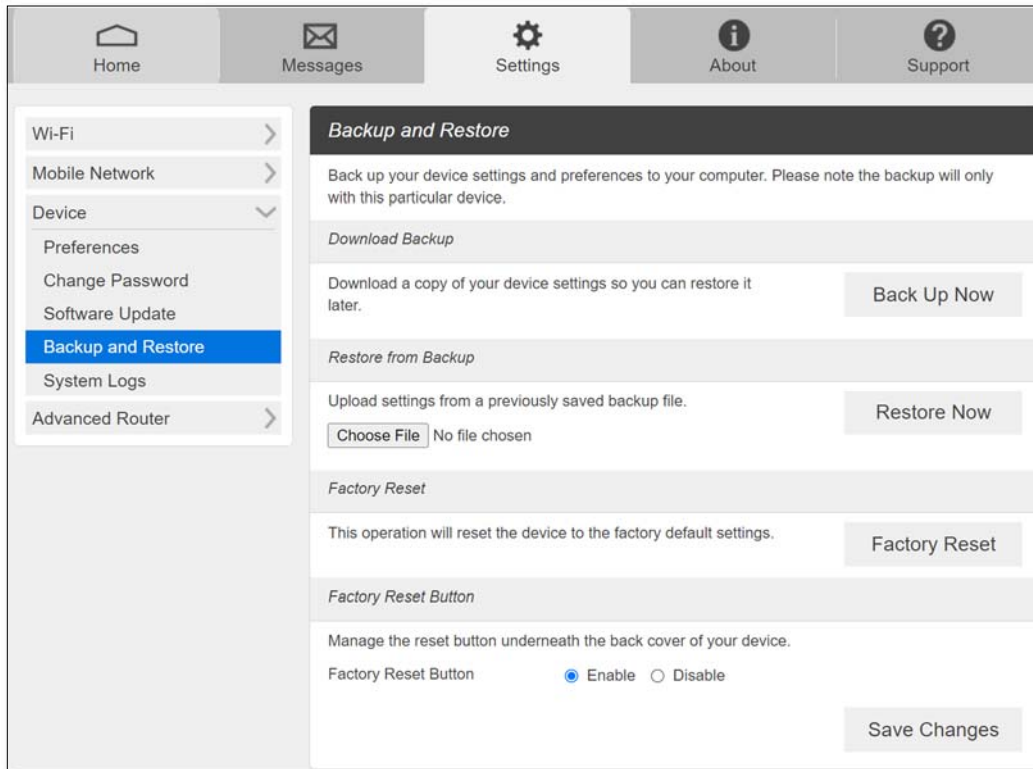 Home
Messages
Settings
About
Support
Wi-Fi
Mobile Network
Device
Preferences
Change Password
Software Update
Backup and Restore
System Logs
Advanced Router
Backup and Restore
Back up your device settings and preferences to your computer. Please note the backup will only
with this particular device.
Download Backup
Download a copy of your device settings so you can restore it
later.
Back Up Now
Restore from Backup
Upload settings from a previously saved backup file.
Choose File No file chosen
Restore Now
Factory Reset
This operation will reset the device to the factory default settings.
Factory Reset
Factory Reset Button
Manage the reset button underneath the back cover of your device.
Factory Reset Button Enable Disable
Save Changes